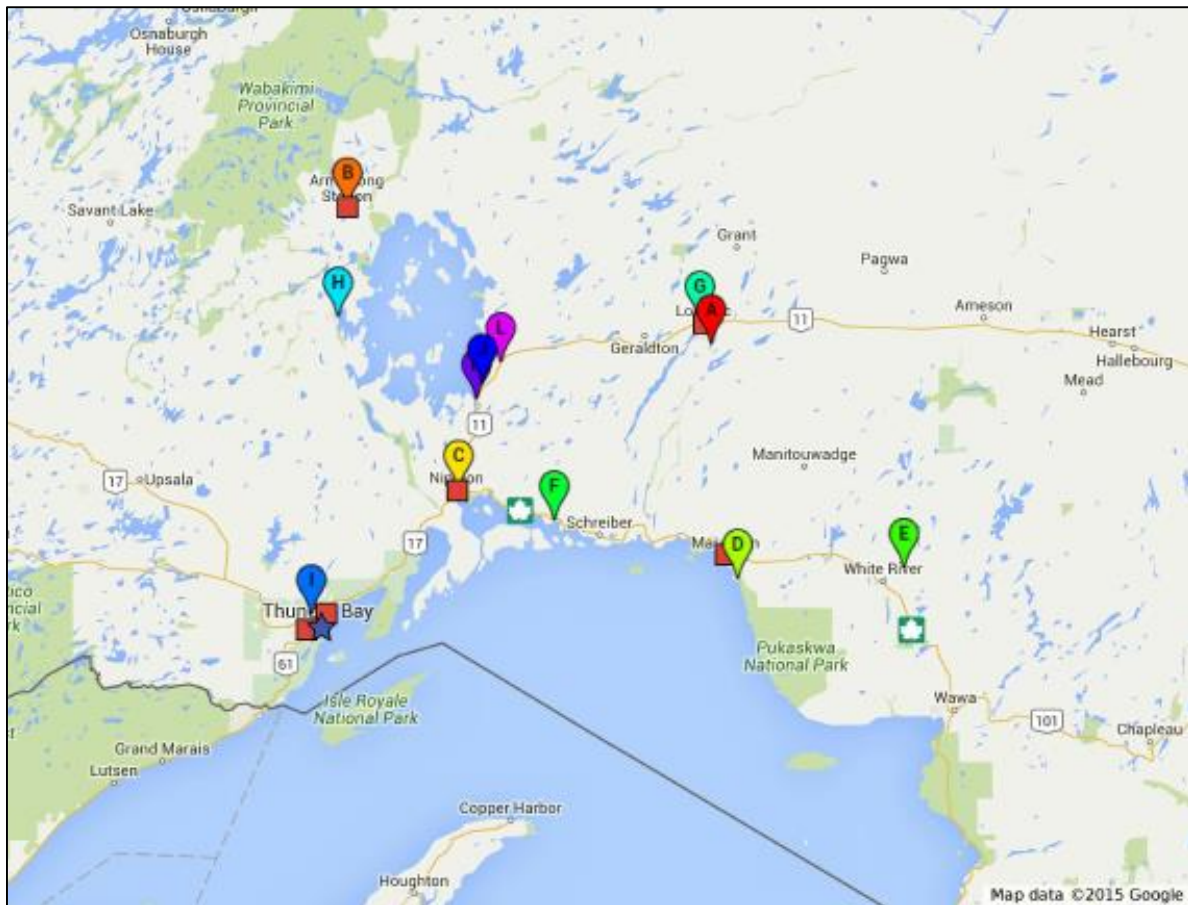 Osnaburgh
House
Wabakimi
Provincial
Park
B
Savant Lake
Grant
Pagwa
H
G
A
Ameson
11
L
Hearst
Geraldton
Hallebourg
J
Mead
11
C
Manitouwadge
17
Upsala
F
Schreiber
E
17
D
White River
I
Thun Bay
61
Pukaskwa
National Park
Isle Royale
National Park
Wawa
101
Chapleau
Grand Marais
Lutsen
Copper Harbor
Houghton
Map data ©2015 Google